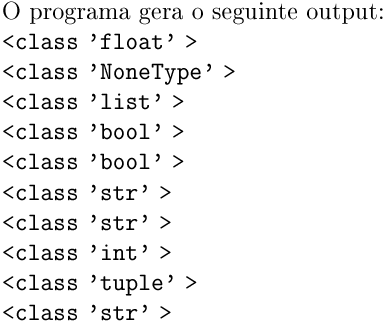 O programa gera o seguinte output:
<class ’float’ >
<class ’NoneType’ >
<class ’list’ >
<class ’bool’ >
<class ’bool’ >
<class ’str’ >
<class ’str’ >
<class ’int’ >
<class ’tuple’ >
<class ’str’ >